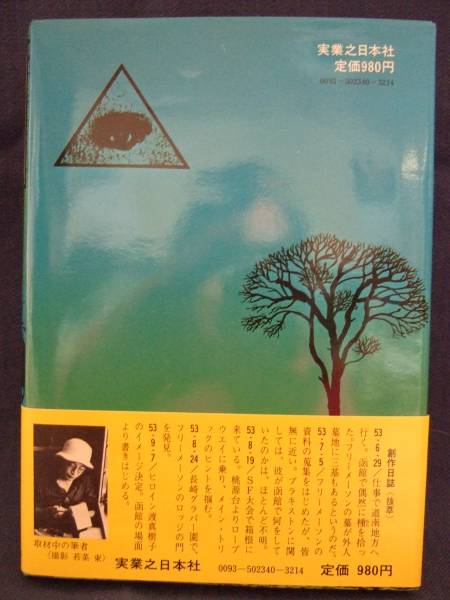 実業之日本社
定価980円
0093—502340—3214
創作日誌（抜萃）
53・6・29／仕事で道南地方へ
行く。函館で偶然に種を拾っ
た。フリーメーソンの墓が外人
墓地に三基もあるというのだ。
53・7・5／フリーメーソンの
資料の蒐集をはじめたが、皆
無に近い。ブラキストンに関
しては、彼が函館で何をして
いたのかは、ほとんど不明。
53・8・19／SF大会で箱根に
来ている。桃源台よりロープ
ウエイに乗り、メイン・トリ
ックのヒントを掴む。
53・8・24／長崎グラバー園で、
フリーメーソンのロッジの門
を発見。
53・9・7／ヒロイン・渡真樹子
のイメージ決定。函館の場面
より書きはじめる。
取材中の筆者
〈撮影 若菜 東〉
実業之日本社
0093—502340—3214
定価 980円